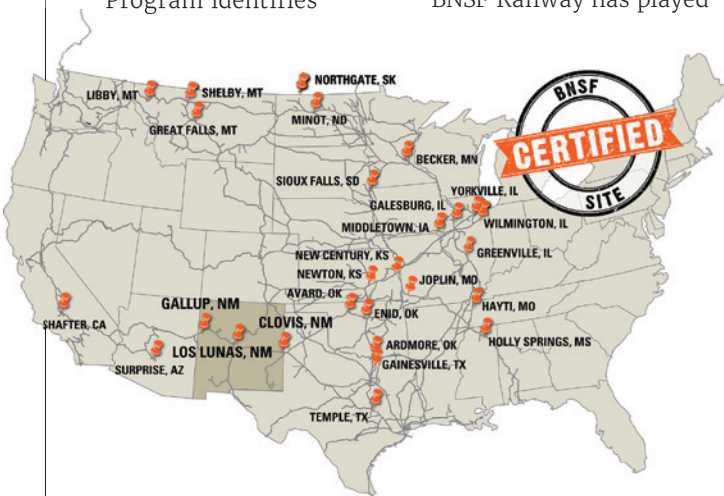 Program identifies
BNSF Railway has played
NORTHGATE, SK
LIBBY, MT
SHELBY, MT
GREAT FALLS, MT
MINOT, ND
BNSF
CERTIFIED
SITE
BECKER, MN
SIOUX FALLS, SD
YORKVILLE, IL
GALESBURG, IL
WILMINGTON, IL
MIDDLETOWN, IA
GREENVILLE, IL
NEW CENTURY, KS
NEWTON, KS
JOPLIN, MO
AVARD, OK
ENID, OK
HAYTI, MO
GALLUP, NM
CLOVIS, NM
SHAFTER, CA
LOS LUNAS, NM
ARDMORE, OK
HOLLY SPRINGS, MS
GAINESVILLE, TX
SURPRISE, AZ
TEMPLE, TX